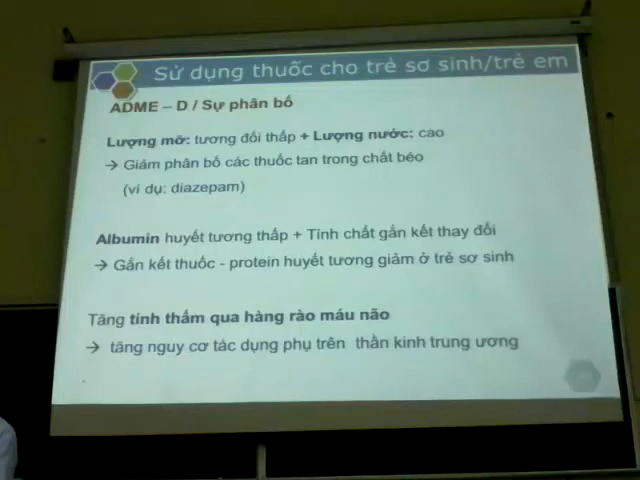 Sử dụng thuốc cho trẻ sơ sinh/trẻ em
ADME – D / Sự phân bố
Lượng mỡ: tương đối thấp + Lượng nước: cao
→ Giảm phân bố các thuốc tan trong chất béo
(ví dụ: diazepam)
Albumin huyết tương thấp + Tính chất gắn kết thay đổi
→ Gắn kết thuốc - protein huyết tương giảm ở trẻ sơ sinh
Tăng tính thấm qua hàng rào máu não
→ tăng nguy cơ tác dụng phụ trên thần kinh trung ương